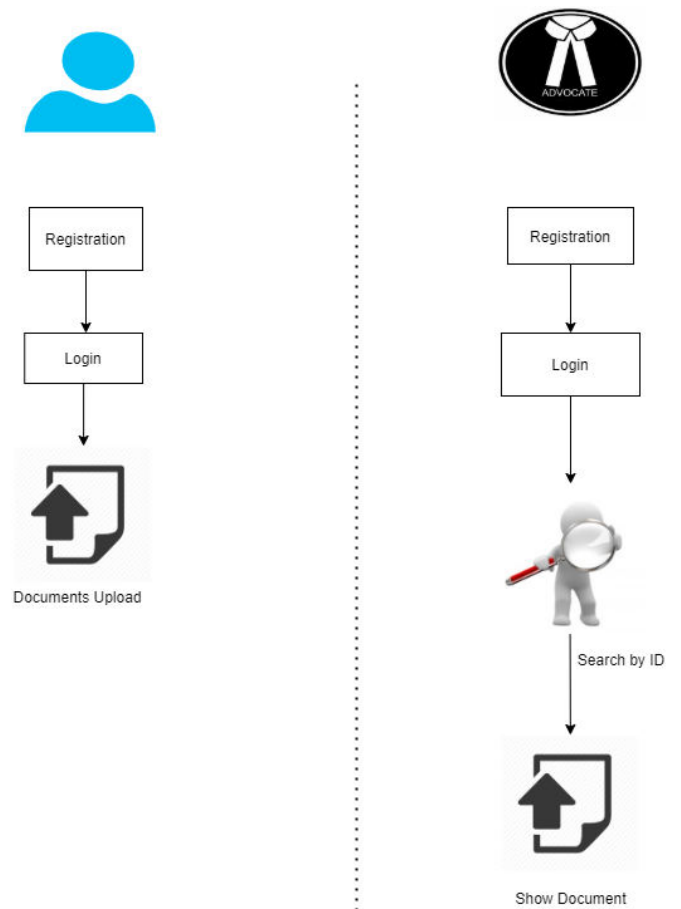 ADVOCATE
Registration
Login
Documents Upload
Registration
Login
Search by ID
Show Document